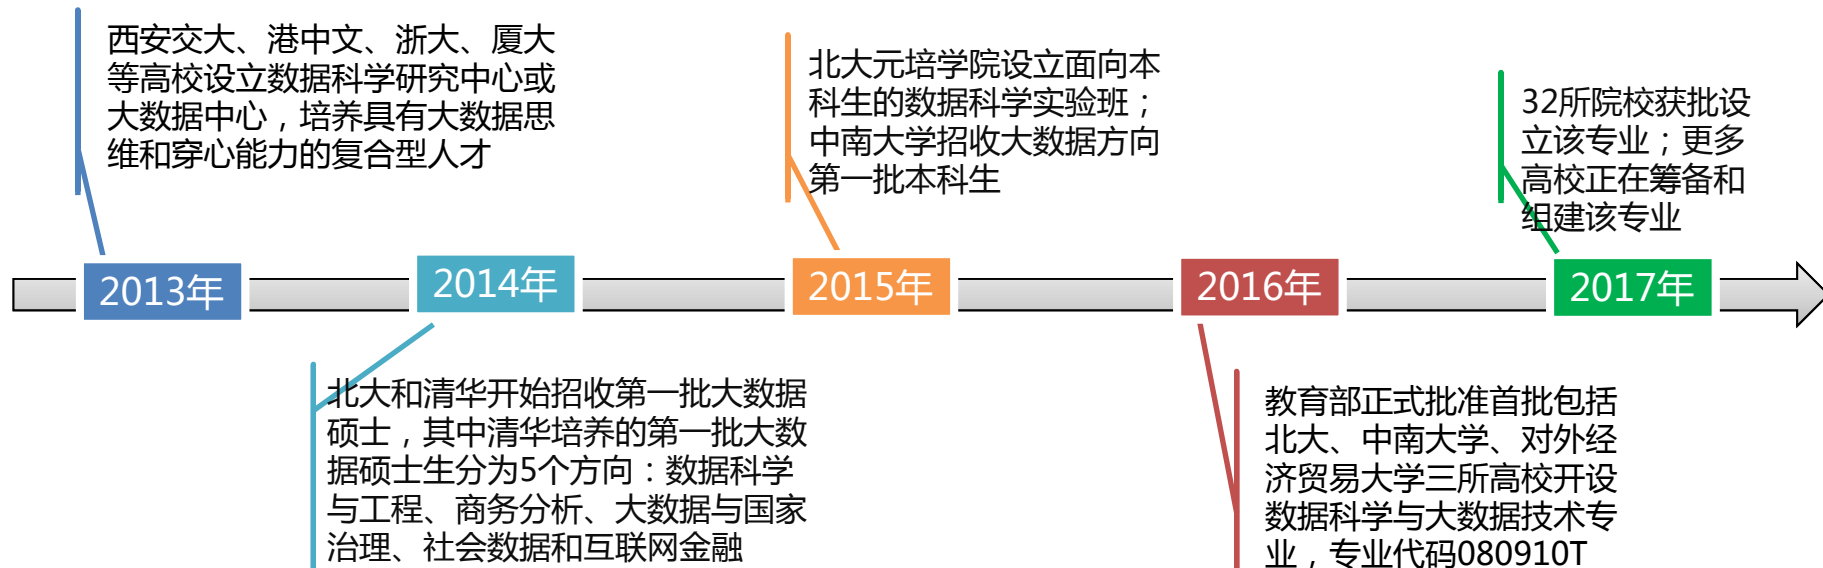 西安交大、港中文、浙大、厦大
等高校设立数据科学研究中心或
大数据中心，培养具有大数据思
维和穿心能力的复合型人才
北大元培学院设立面向本
科生的数据科学实验班；
中南大学招收大数据方向
第一批本科生
32所院校获批设
立该专业；更多
高校正在筹备和
组建该专业
2013年
2014年
2015年
2016年
2017年
北大和清华开始招收第一批大数据
硕士，其中清华培养的第一批大数
据硕士生分为5个方向：数据科学
与工程、商务分析、大数据与国家
治理、社会数据和互联网金融
教育部正式批准首批包括
北大、中南大学、对外经
济贸易大学三所高校开设
数据科学与大数据技术专
业，专业代码080910T